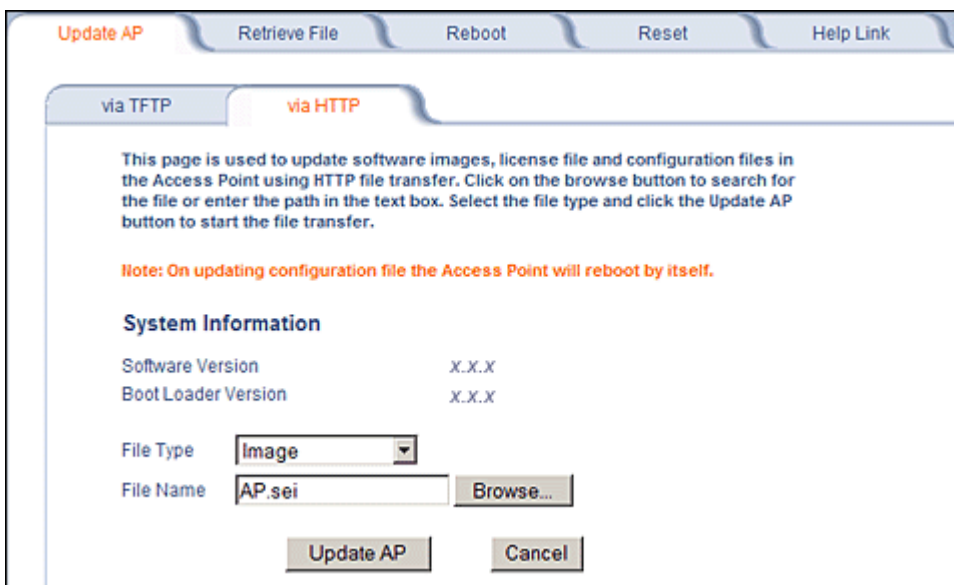 Update AP
Retrieve File
Reboot
Reset
Help Link
via TFTP
via HTTP
This page is used to update software images, license file and configuration files in
the Access Point using HTTP file transfer. Click on the browse button to search for
the file or enter the path in the text box. Select the file type and click the Update AP
button to start the file transfer.
Note: On updating configuration file the Access Point will reboot by itself.
System Information
Software Version x.x.x
Boot Loader Version x.x.x
File Type Image
File Name AP.sei Browse...
Update AP Cancel